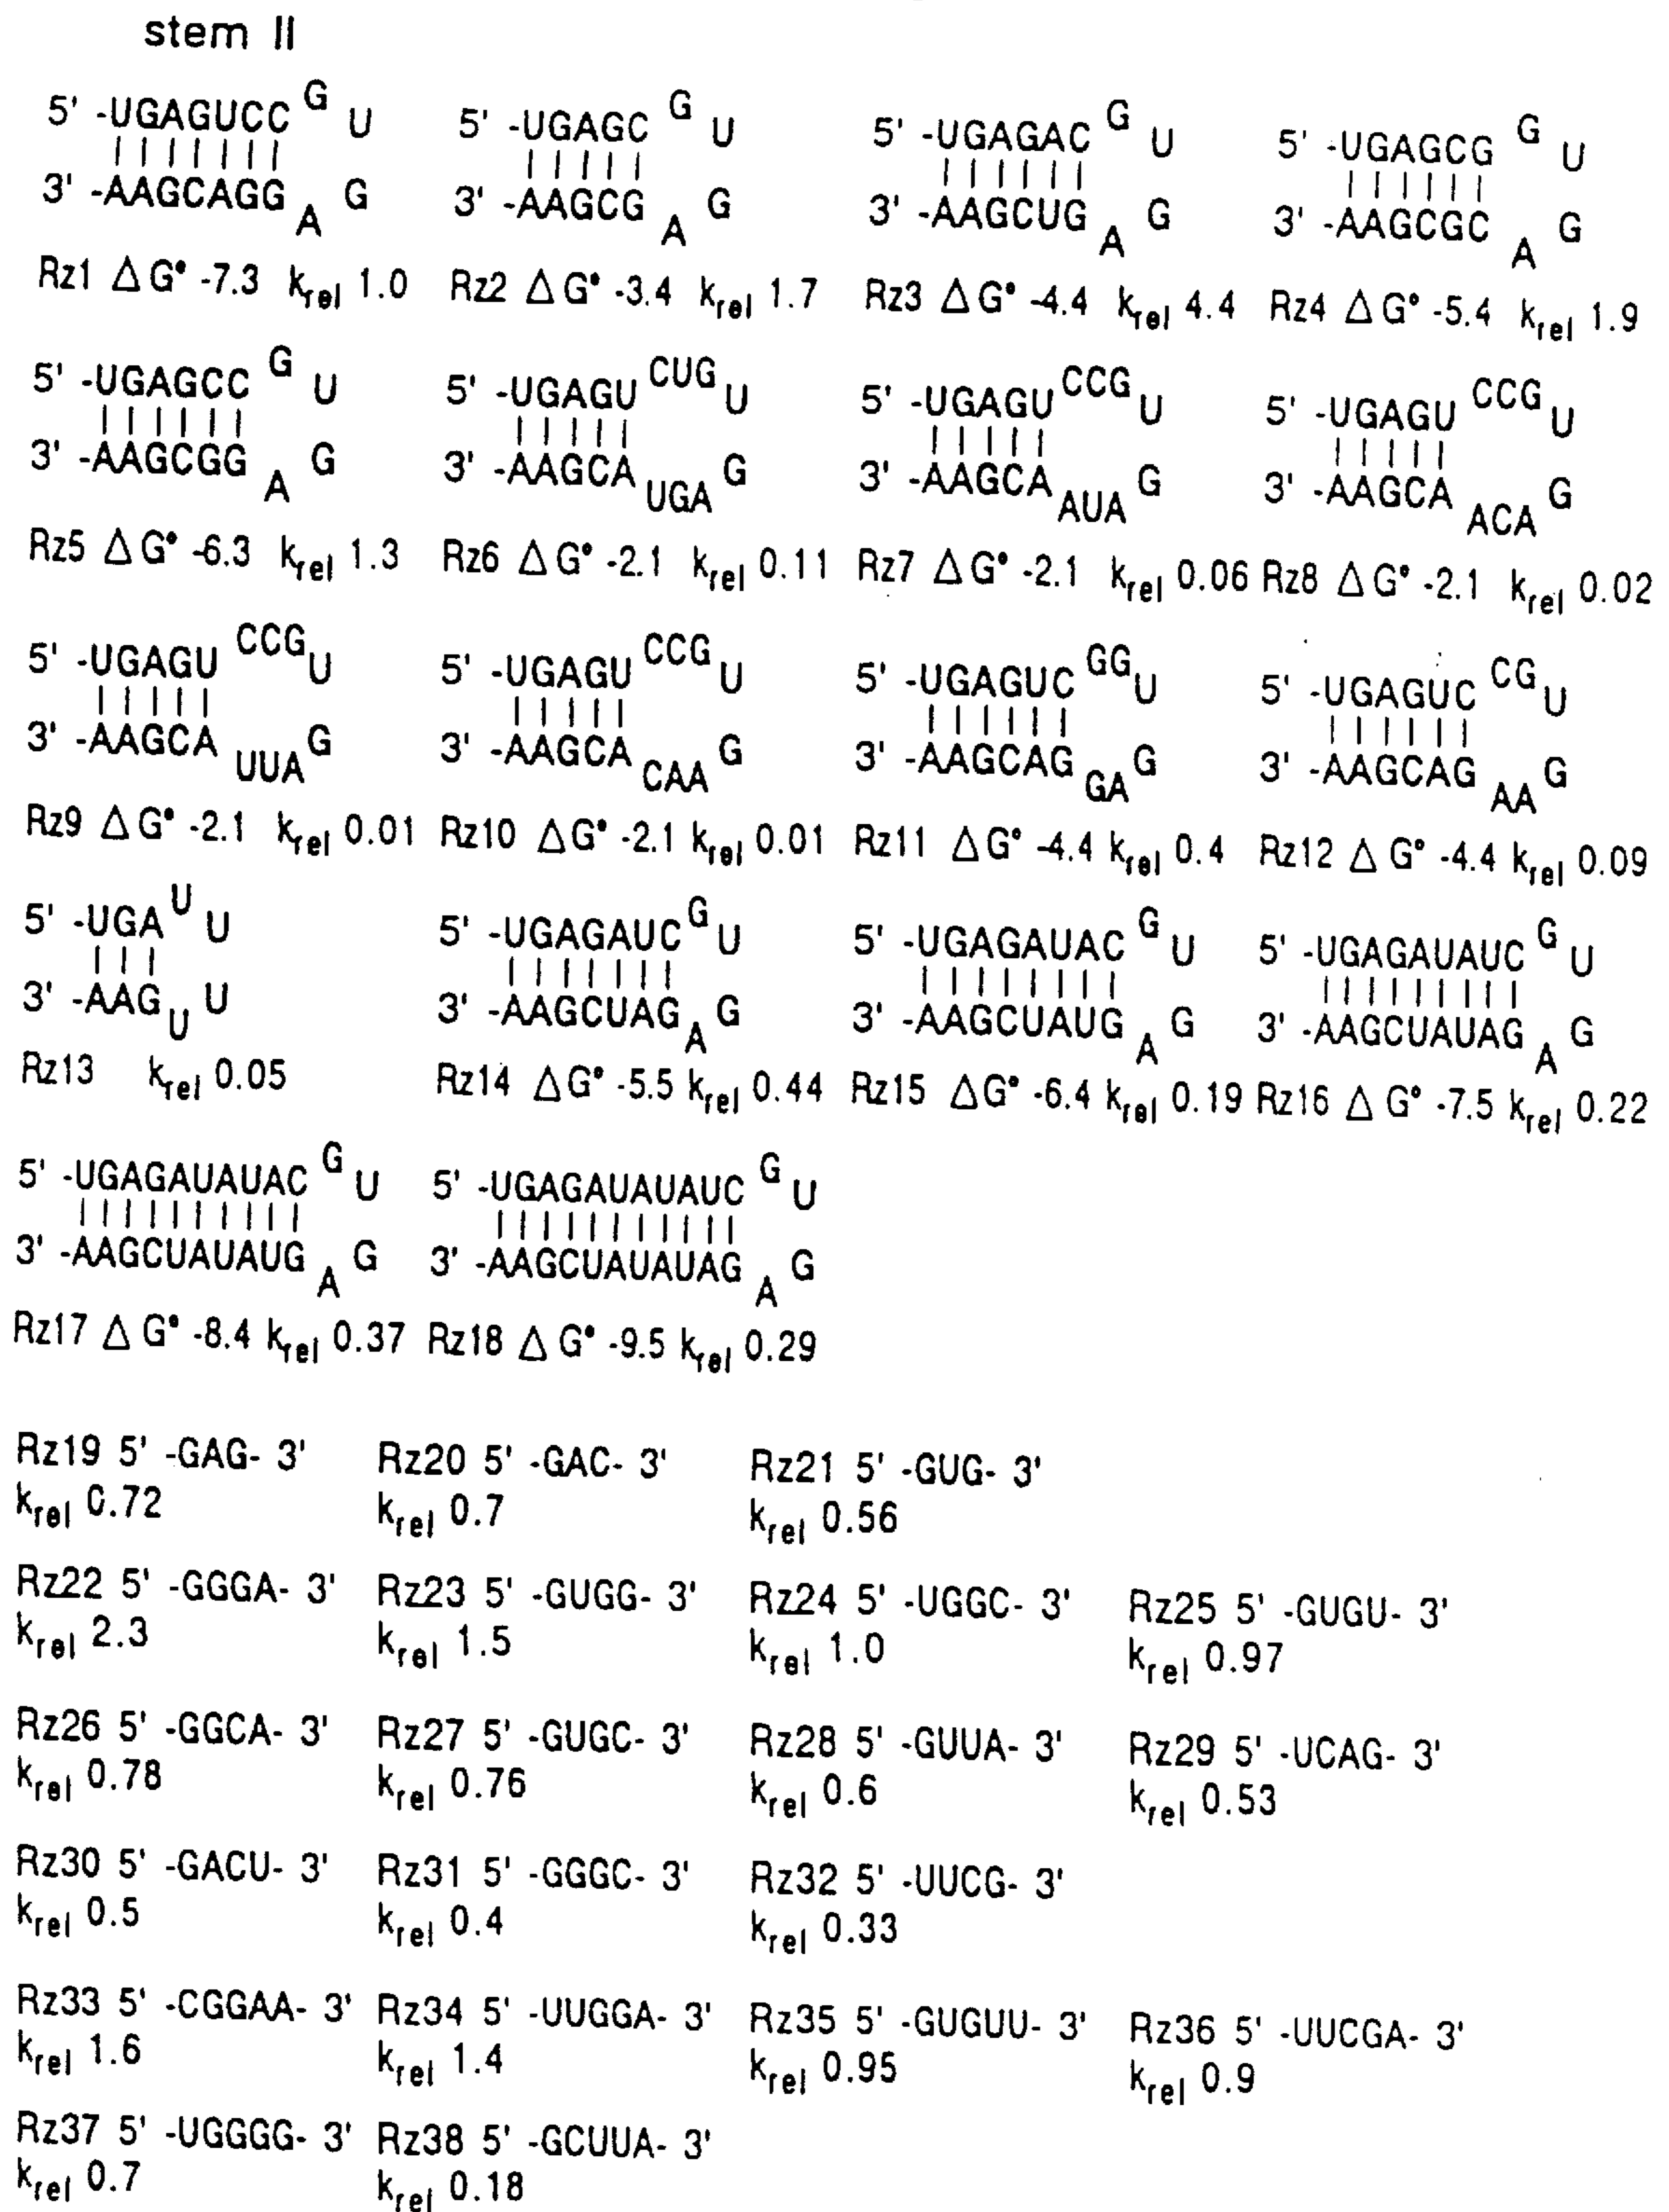 stem II
5' -UGAGUCC G U
3' -AAGCAGG A G
Rz1 Δ G° -7.3 krel 1.0
5' -UGAGC G U
3' -AAGCG A G
Rz2 Δ G° -3.4 krel 1.7
5' -UGAGAC G U
3' -AAGCUG A G
Rz3 Δ G° -4.4 krel 4.4
5' -UGAGCG G U
3' -AAGCGC A G
Rz4 Δ G° -5.4 krel 1.9
5' -UGAGCC G U
3' -AAGCGG A G
Rz5 Δ G° -6.3 krel 1.3
5' -UGAGU CUG U
3' -AAGCA UGA G
Rz6 Δ G° -2.1 krel 0.11
5' -UGAGU CCG U
3' -AAGCA AUA G
Rz7 Δ G° -2.1 krel 0.06
5' -UGAGU CCG U
3' -AAGCA ACA G
Rz8 Δ G° -2.1 krel 0.02
5' -UGAGU CCG U
3' -AAGCA UUA G
Rz9 Δ G° -2.1 krel 0.01
5' -UGAGU CCG U
3' -AAGCA CAA G
Rz10 Δ G° -2.1 krel 0.01
5' -UGAGUC GG U
3' -AAGCAG GA G
Rz11 Δ G° -4.4 krel 0.4
5' -UGAGUC CG U
3' -AAGCAG AA G
Rz12 Δ G° -4.4 krel 0.09
5' -UGA U U
3' -AAG U U
Rz13 krel 0.05
5' -UGAGAUC G U
3' -AAGCUAG A G
Rz14 Δ G° -5.5 krel 0.44
5' -UGAGAUAC G U
3' -AAGCUAUG A G
Rz15 Δ G° -6.4 krel 0.19
5' -UGAGAUAUC G U
3' -AAGCUAUAG A G
Rz16 Δ G° -7.5 krel 0.22
5' -UGAGAUAUAC G U
3' -AAGCUAUAUG A G
Rz17 Δ G° -8.4 krel 0.37
5' -UGAGAUAUAUC G U
3' -AAGCUAUAUAG A G
Rz18 Δ G° -9.5 krel 0.29
Rz19 5' -GAG- 3'
krel 0.72
Rz20 5' -GAC- 3'
krel 0.7
Rz21 5' -GUG- 3'
krel 0.56
Rz22 5' -GGGA- 3'
krel 2.3
Rz23 5' -GUGG- 3'
krel 1.5
Rz24 5' -UGGC- 3'
krel 1.0
Rz25 5' -GUGU- 3'
krel 0.97
Rz26 5' -GGCA- 3'
krel 0.78
Rz27 5' -GUGC- 3'
krel 0.76
Rz28 5' -GUUA- 3'
krel 0.6
Rz29 5' -UCAG- 3'
krel 0.53
Rz30 5' -GACU- 3'
krel 0.5
Rz31 5' -GGGC- 3'
krel 0.4
Rz32 5' -UUCG- 3'
krel 0.33
Rz33 5' -CGGAA- 3'
krel 1.6
Rz34 5' -UUGGA- 3'
krel 1.4
Rz35 5' -GUGUU- 3'
krel 0.95
Rz36 5' -UUCGA- 3'
krel 0.9
Rz37 5' -UGGGG- 3'
krel 0.7
Rz38 5' -GCUUA- 3'
krel 0.18